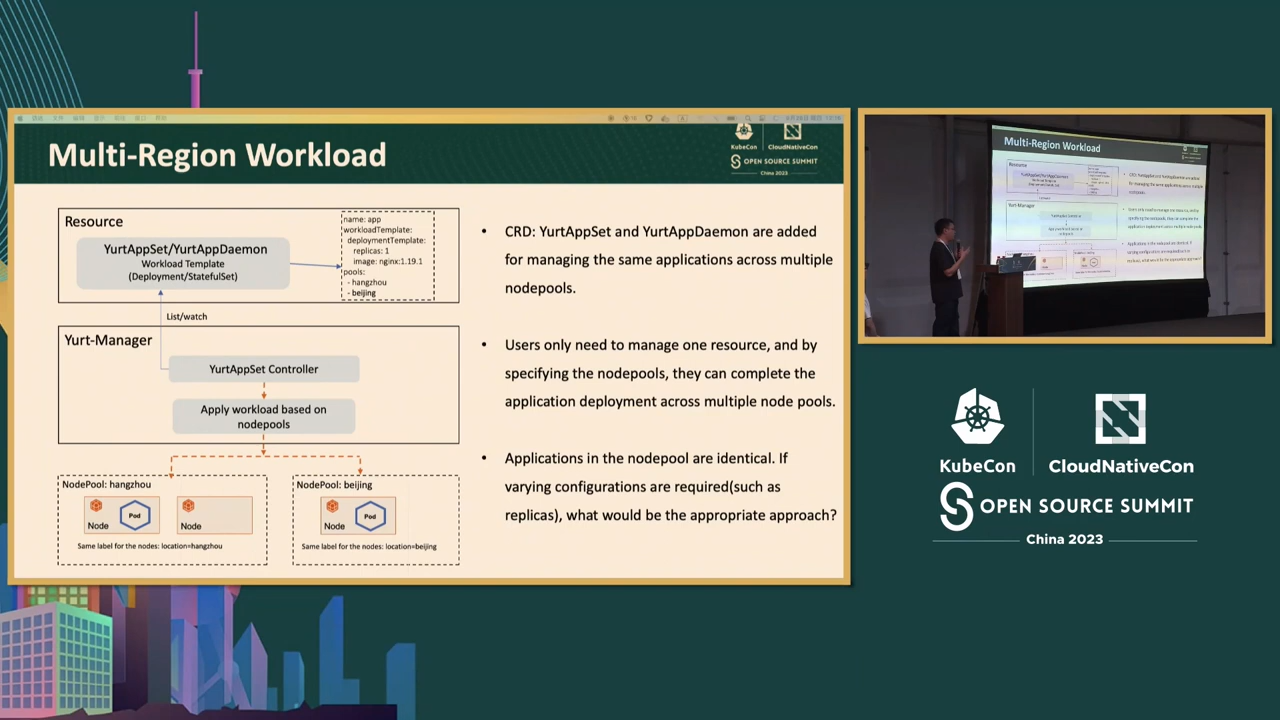 Multi-Region Workload
KubeCon
CloudNativeCon
OPEN SOURCE SUMMIT
China 2023
Resource
YurtAppSet/YurtAppDaemon
Workload Template
(Deployment/StatefulSet)
name: app
workloadTemplate:
deploymentTemplate:
replicas: 1
image: nginx:1.19.1
pools:
- hangzhou
- beijing
List/watch
Yurt-Manager
YurtAppSet Controller
Apply workload based on
nodepools
NodePool: hangzhou
Node
Pod
Node
Same label for the nodes: location=hangzhou
NodePool: beijing
Node
Pod
Same label for the nodes: location=beijing
• CRD: YurtAppSet and YurtAppDaemon are added
for managing the same applications across multiple
nodepools.
• Users only need to manage one resource, and by
specifying the nodepools, they can complete the
application deployment across multiple node pools.
• Applications in the nodepool are identical. If
varying configurations are required(such as
replicas), what would be the appropriate approach?
Multi-Region Workload
Resource
YurtAppSet/YurtAppDaemon
Yurt-Manager
KubeCon
CloudNativeCon
OPEN SOURCE SUMMIT
China 2023